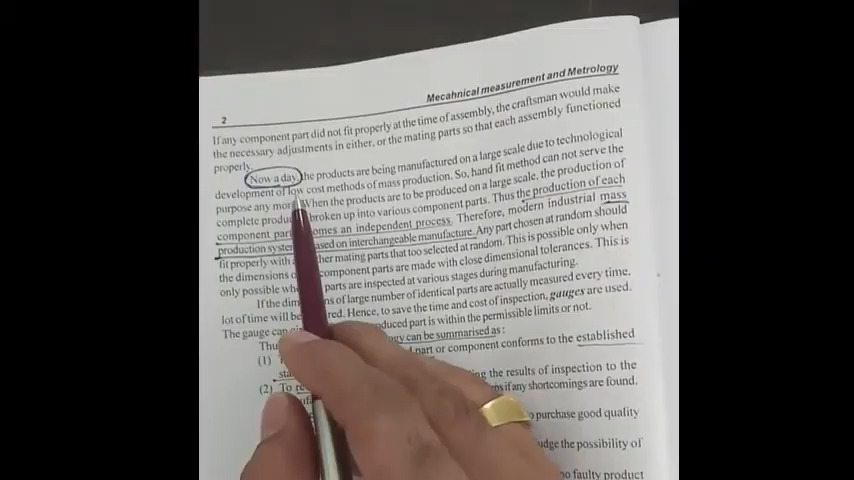 Mecahnical measurement and Metrology
2
If any component part did not fit properly at the time of assembly, the craftsman would make
the necessary adjustments in either, or the mating parts so that each assembly functioned
properly.
Now a day, the products are being manufactured on a large scale due to technological
development of low cost methods of mass production. So, hand fit method can not serve the
purpose any more. When the products are to be produced on a large scale, the production of
complete broken up into various component parts. Thus the production of each
component part an independent process. Therefore, modern industrial mass
production based on interchangeable manufacture. Any part chosen at random should
fit properly with mating parts that too selected at random. This is possible only when
the dimensions component parts are made with close dimensional tolerances. This is
only possible parts are inspected at various stages during manufacturing.
If the of large number of identical parts are actually measured every time,
lot of time will be Hence, to save the time and cost of inspection, gauges are used.
The gauge can part is within the permissible limits or not.
can be summarised as :
(1) part or component conforms to the established
the results of inspection to the
(2) To if any shortcomings are found.
to purchase good quality
judge the possibility of
no faulty product